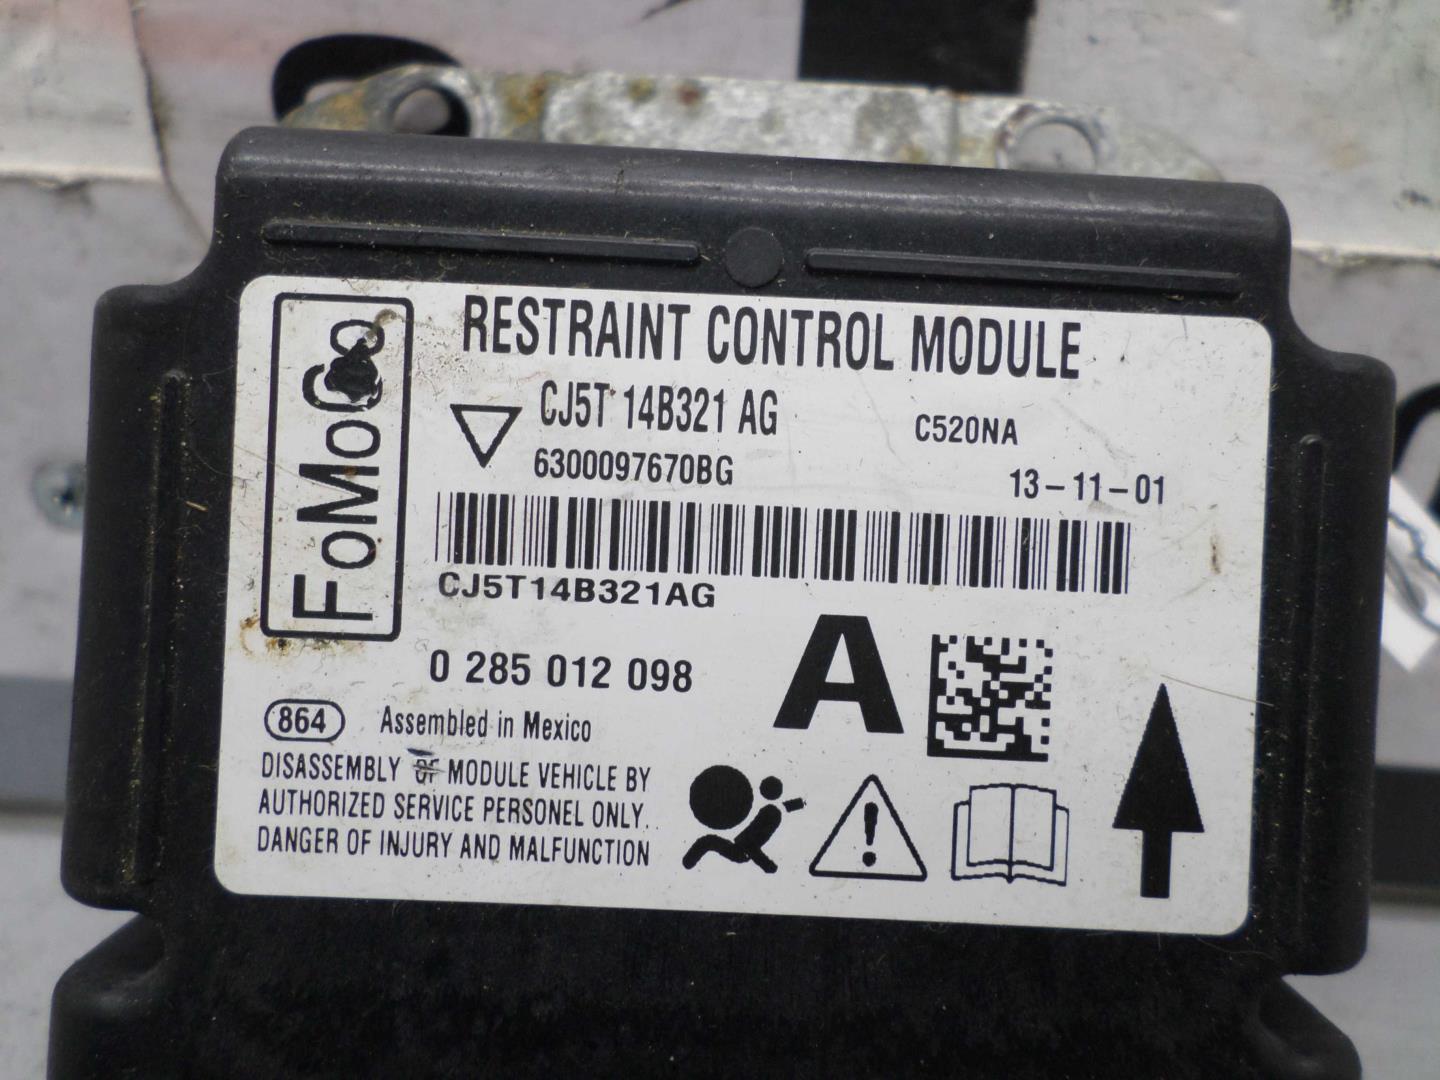 FoMoCo
RESTRAINT CONTROL MODULE
CJ5T 14B321 AG
C520NA
6300097670BG
13-11-01
CJ5T14B321AG
0 285 012 098
A
864
Assembled in Mexico
DISASSEMBLY OF MODULE VEHICLE BY
AUTHORIZED SERVICE PERSONEL ONLY.
DANGER OF INJURY AND MALFUNCTION